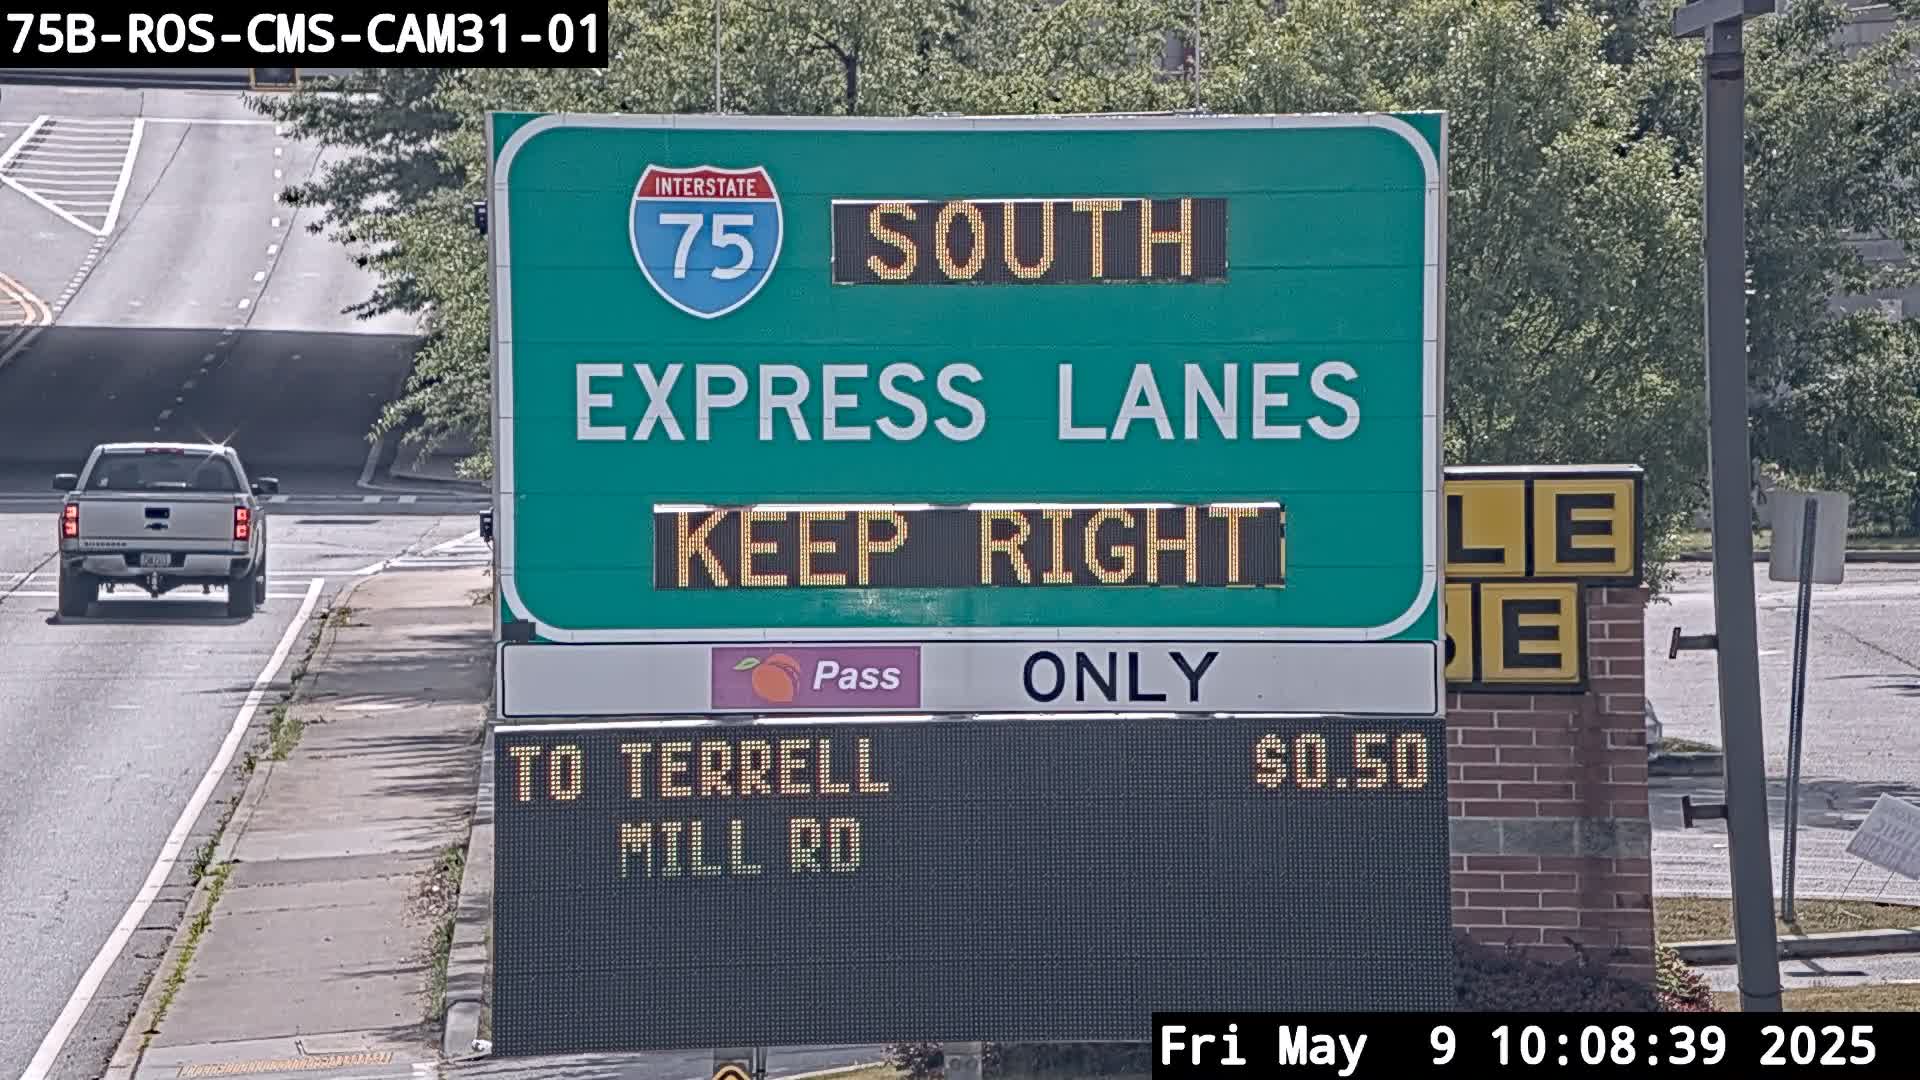 75B-ROS-CMS-CAM31-01
INTERSTATE
75
SOUTH
EXPRESS LANES
KEEP RIGHT
Pass ONLY
TO TERRELL $0.50
MILL RD
LE
E
Fri May 9 10:08:39 2025